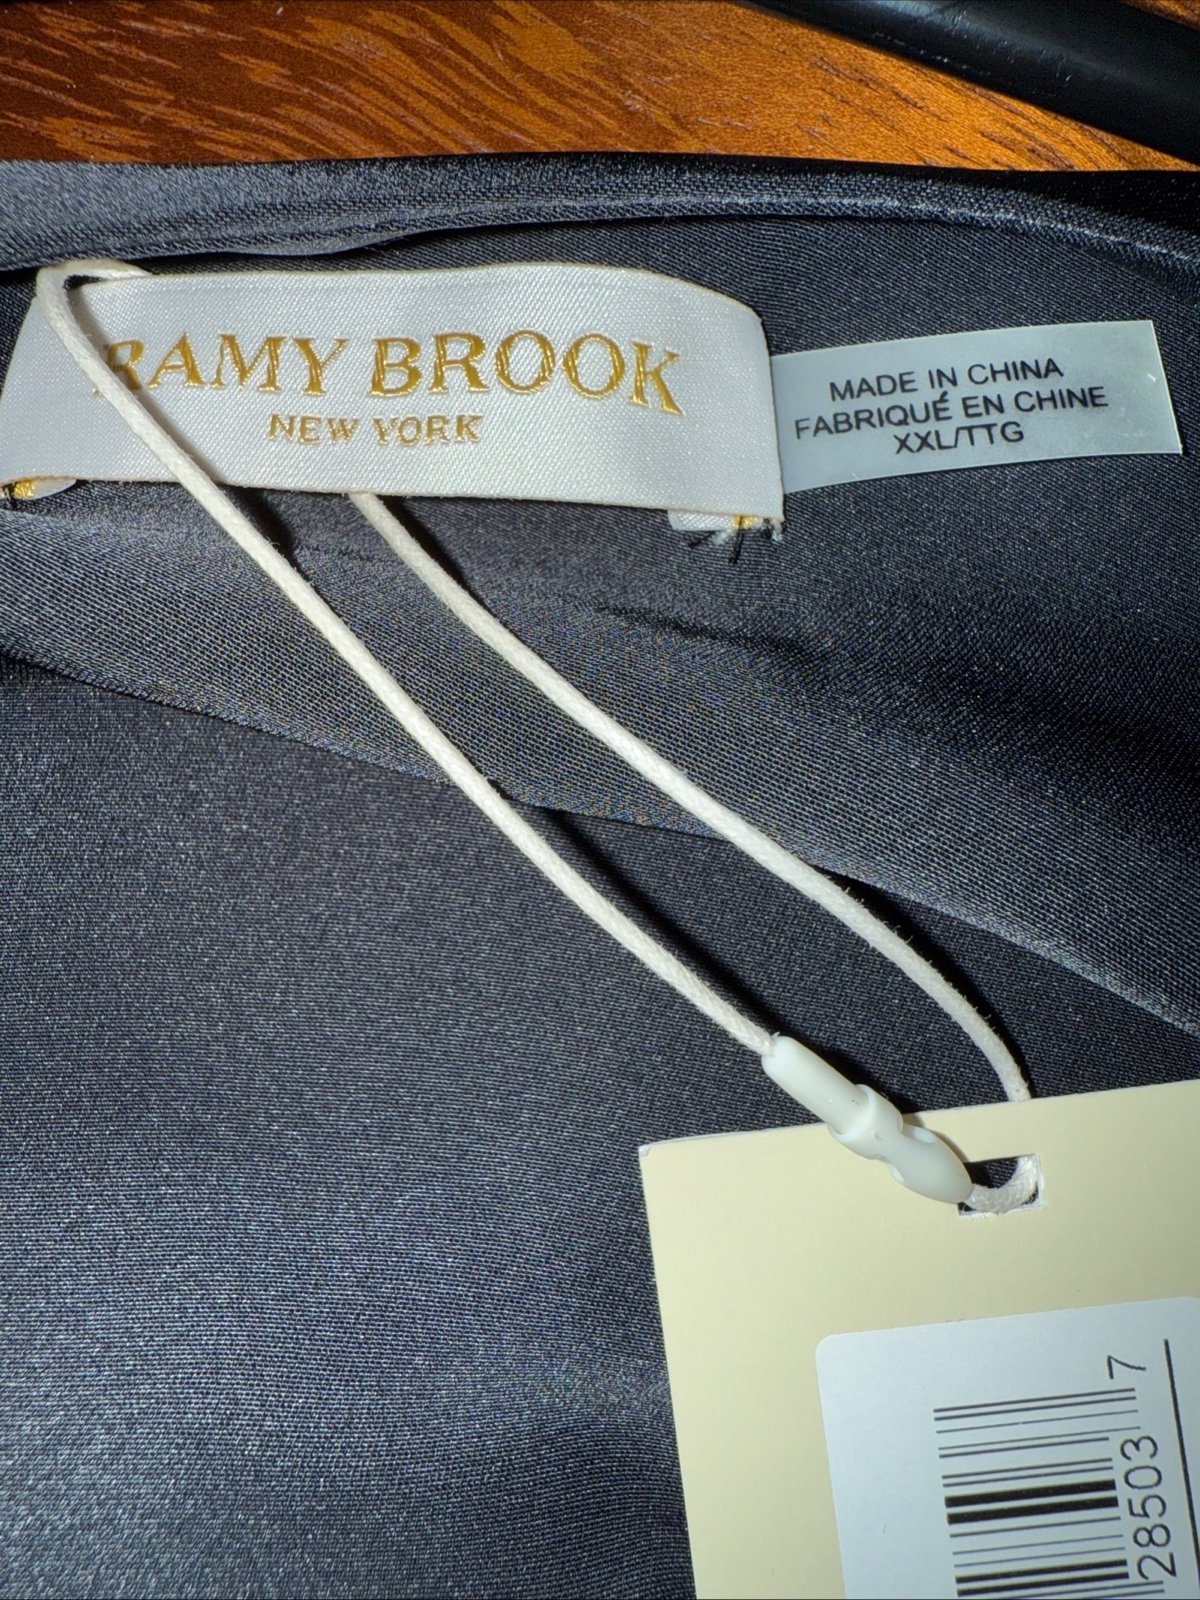 RAMY BROOK
NEW YORK
MADE IN CHINA
FABRIQUÉ EN CHINE
XXL/TTG
28503 7